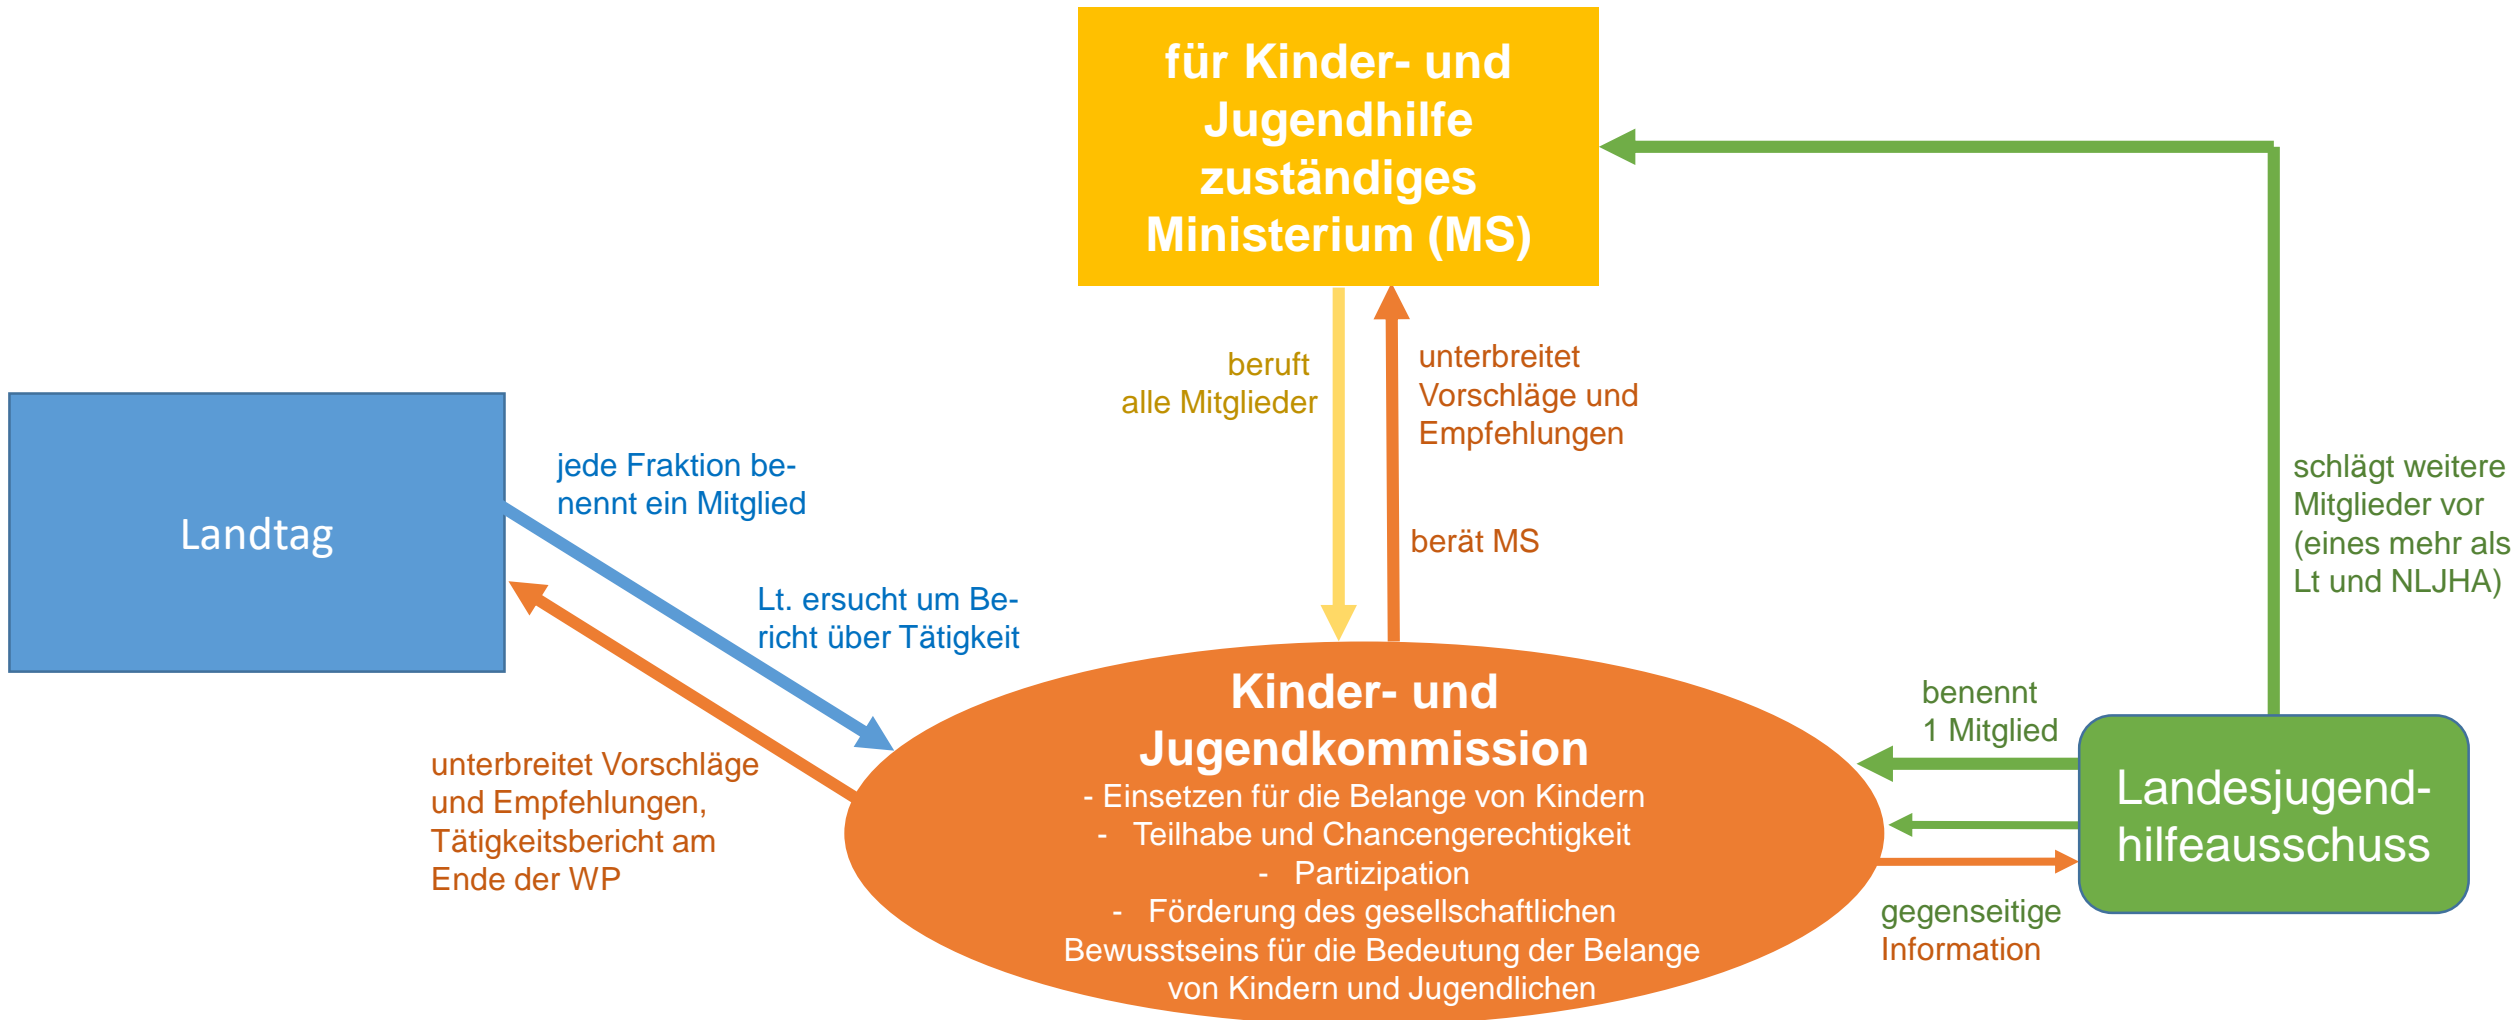 für Kinder- und
Jugendhilfe
zuständiges
Ministerium (MS)
beruft
alle Mitglieder
unterbreitet
Vorschläge und
Empfehlungen
berät MS
Landtag
jede Fraktion be-
nennt ein Mitglied
Lt. ersucht um Be-
richt über Tätigkeit
unterbreitet Vorschläge
und Empfehlungen,
Tätigkeitsbericht am
Ende der WP
Kinder- und
Jugendkommission
- Einsetzen für die Belange von Kindern
- Teilhabe und Chancengerechtigkeit
- Partizipation
- Förderung des gesellschaftlichen
Bewusstseins für die Bedeutung der Belange
von Kindern und Jugendlichen
schlägt weitere
Mitglieder vor
(eines mehr als
Lt und NLJHA)
benennt
1 Mitglied
Landesjugend-
hilfeausschuss
gegenseitige
Information